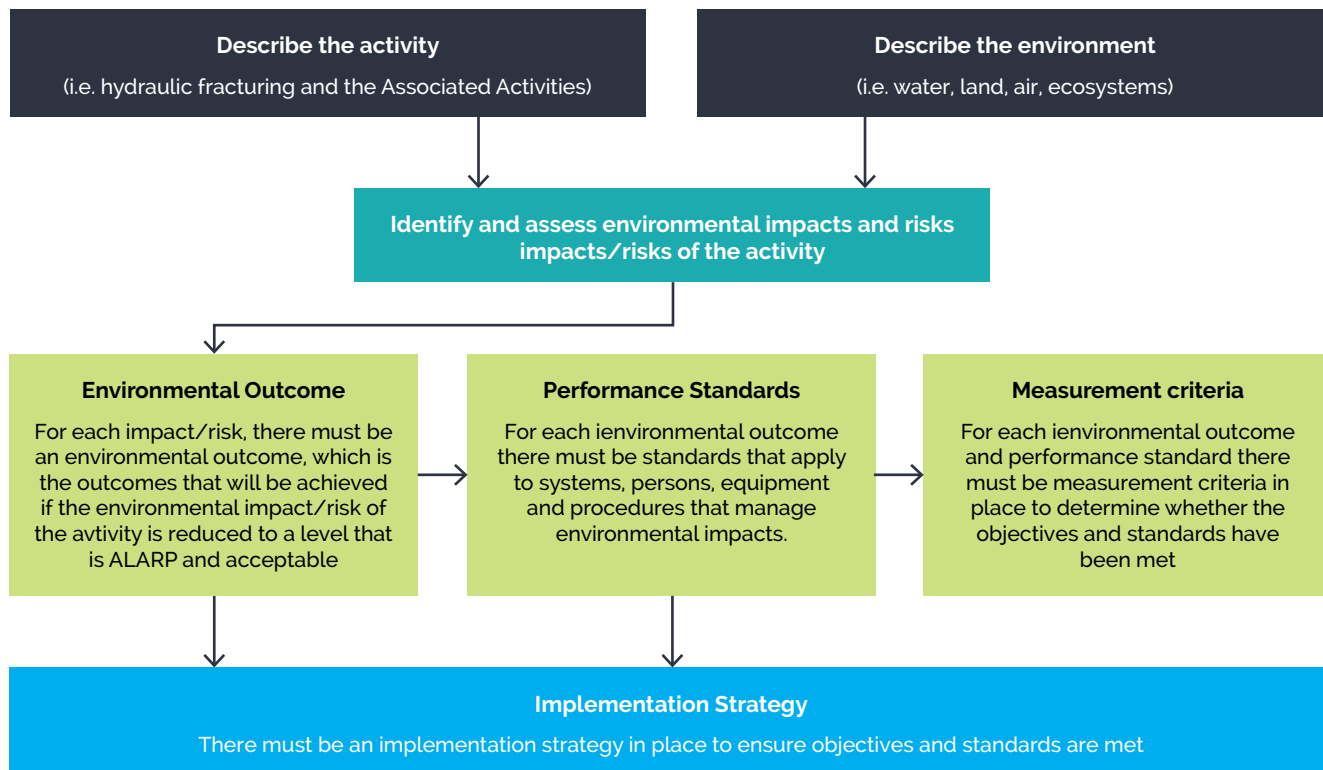 Describe the activity
(i.e. hydraulic fracturing and the Associated Activities)
Describe the environment
(i.e. water, land, air, ecosystems)
Identify and assess environmental impacts and risks
impacts/risks of the activity
Environmental Outcome
For each impact/risk, there must be
an environmental outcome, which is
the outcomes that will be achieved
if the environmental impact/risk of
the avtivity is reduced to a level that
is ALARP and acceptable
Performance Standards
For each ienvironmental outcome
there must be standards that apply
to systems, persons, equipment
and procedures that manage
environmental impacts.
Measurement criteria
For each ienvironmental outcome
and performance standard there
must be measurement criteria in
place to determine whether the
objectives and standards have
been met
Implementation Strategy
There must be an implementation strategy in place to ensure objectives and standards are met